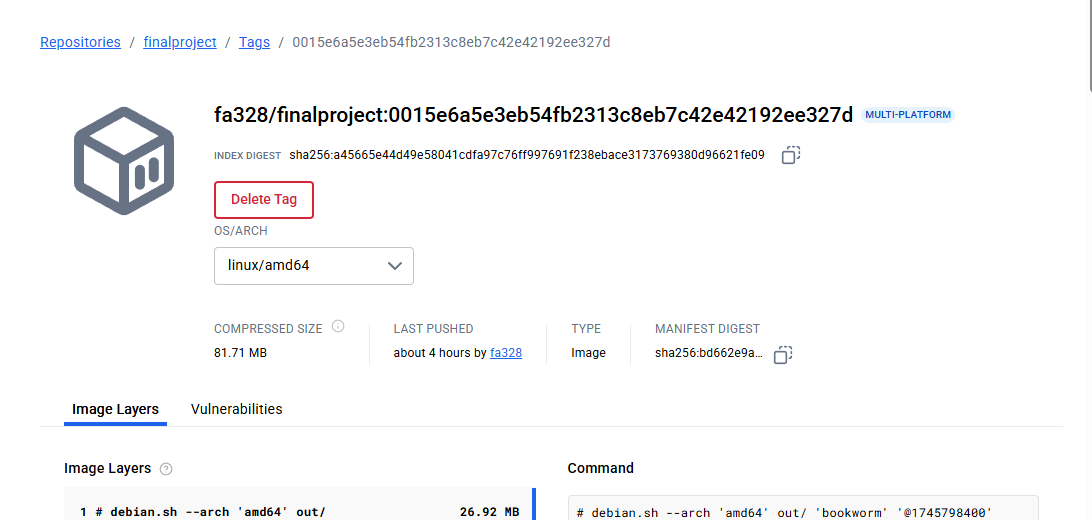 Repositories / finalproject / Tags / 0015e6a5e3eb54fb2313c8eb7c42e42192ee327d
fa328/finalproject:0015e6a5e3eb54fb2313c8eb7c42e42192ee327d MULTI-PLATFORM
INDEX DIGEST sha256:a45665e44d49e58041cdfa97c76ff997691f238ebace3173769380d96621fe09
Delete Tag
OS/ARCH
linux/amd64
COMPRESSED SIZE LAST PUSHED TYPE MANIFEST DIGEST
81.71 MB about 4 hours by fa328 Image sha256:bd662e9a...
Image Layers Vulnerabilities
Image Layers ? Command
1 # debian.sh --arch 'amd64' out/ 26.92 MB # debian.sh --arch 'amd64' out/ 'bookworm' '@1745798400'